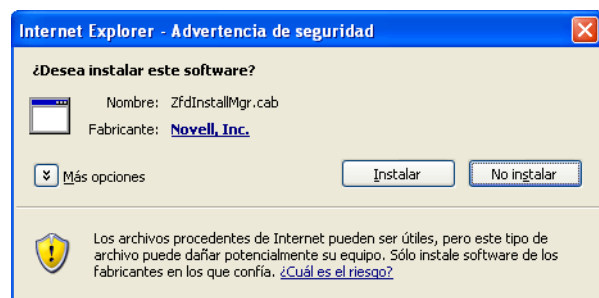 Internet Explorer - Advertencia de seguridad
¿Desea instalar este software?
Nombre: ZfdInstallMgr.cab
Fabricante: Novell, Inc.
Más opciones
Instalar
No instalar
Los archivos procedentes de Internet pueden ser útiles, pero este tipo de
archivo puede dañar potencialmente su equipo. Sólo instale software de los
fabricantes en los que confía. ¿Cuál es el riesgo?